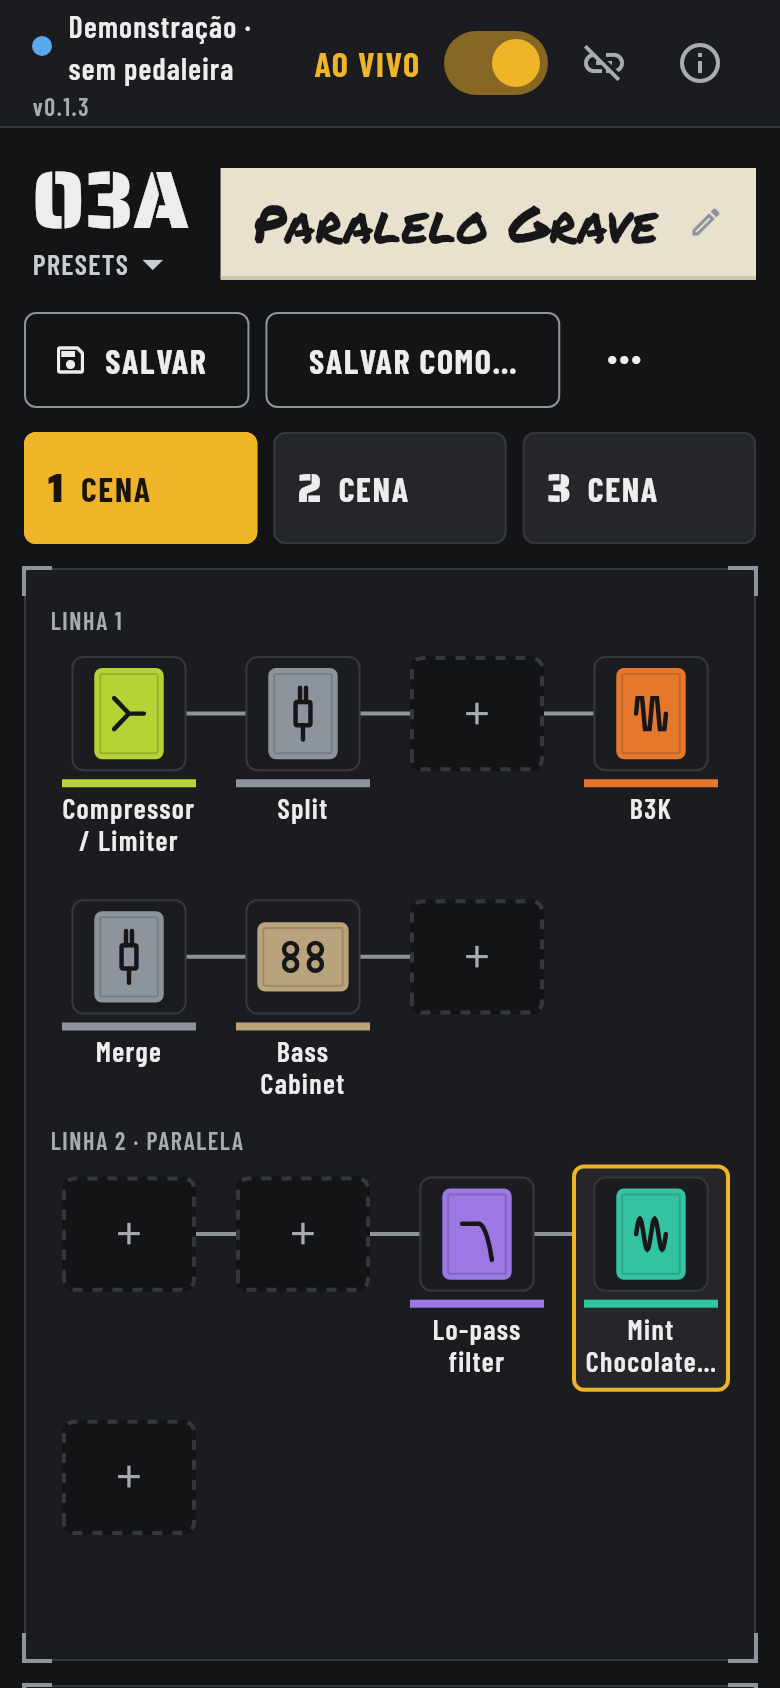 Demonstração ·
sem pedaleira
v0.1.3
AO VIVO
03A
PRESETS
Paralelo Grave
SALVAR
SALVAR COMO...
1 CENA
2 CENA
3 CENA
LINHA 1
Compressor
/ Limiter
Split
B3K
Merge
88
Bass
Cabinet
LINHA 2 · PARALELA
Lo-pass
filter
Mint
Chocolate...